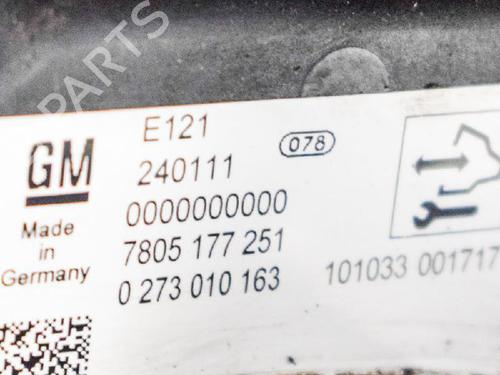 PARTS
GM
Made
in
Germany
E121
240111
0000000000
7805 177 251
0 273 010 163
078
101033 001717